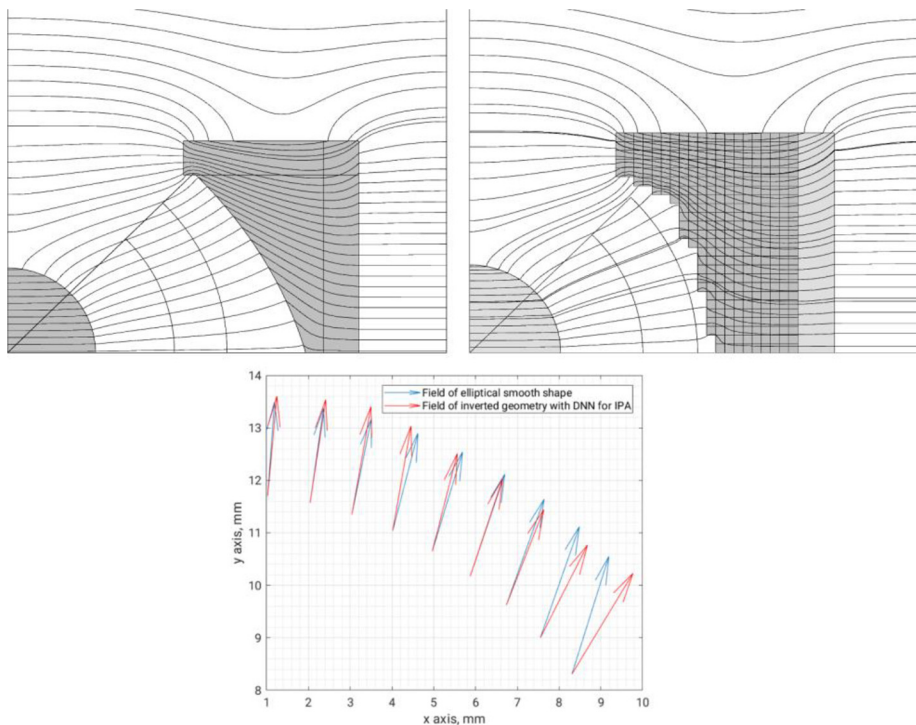 14
13
12
11
10
9
8
y axis, mm
Field of elliptical smooth shape
Field of inverted geometry with DNN for IPA
1 2 3 4 5 6 7 8 9 10
x axis, mm